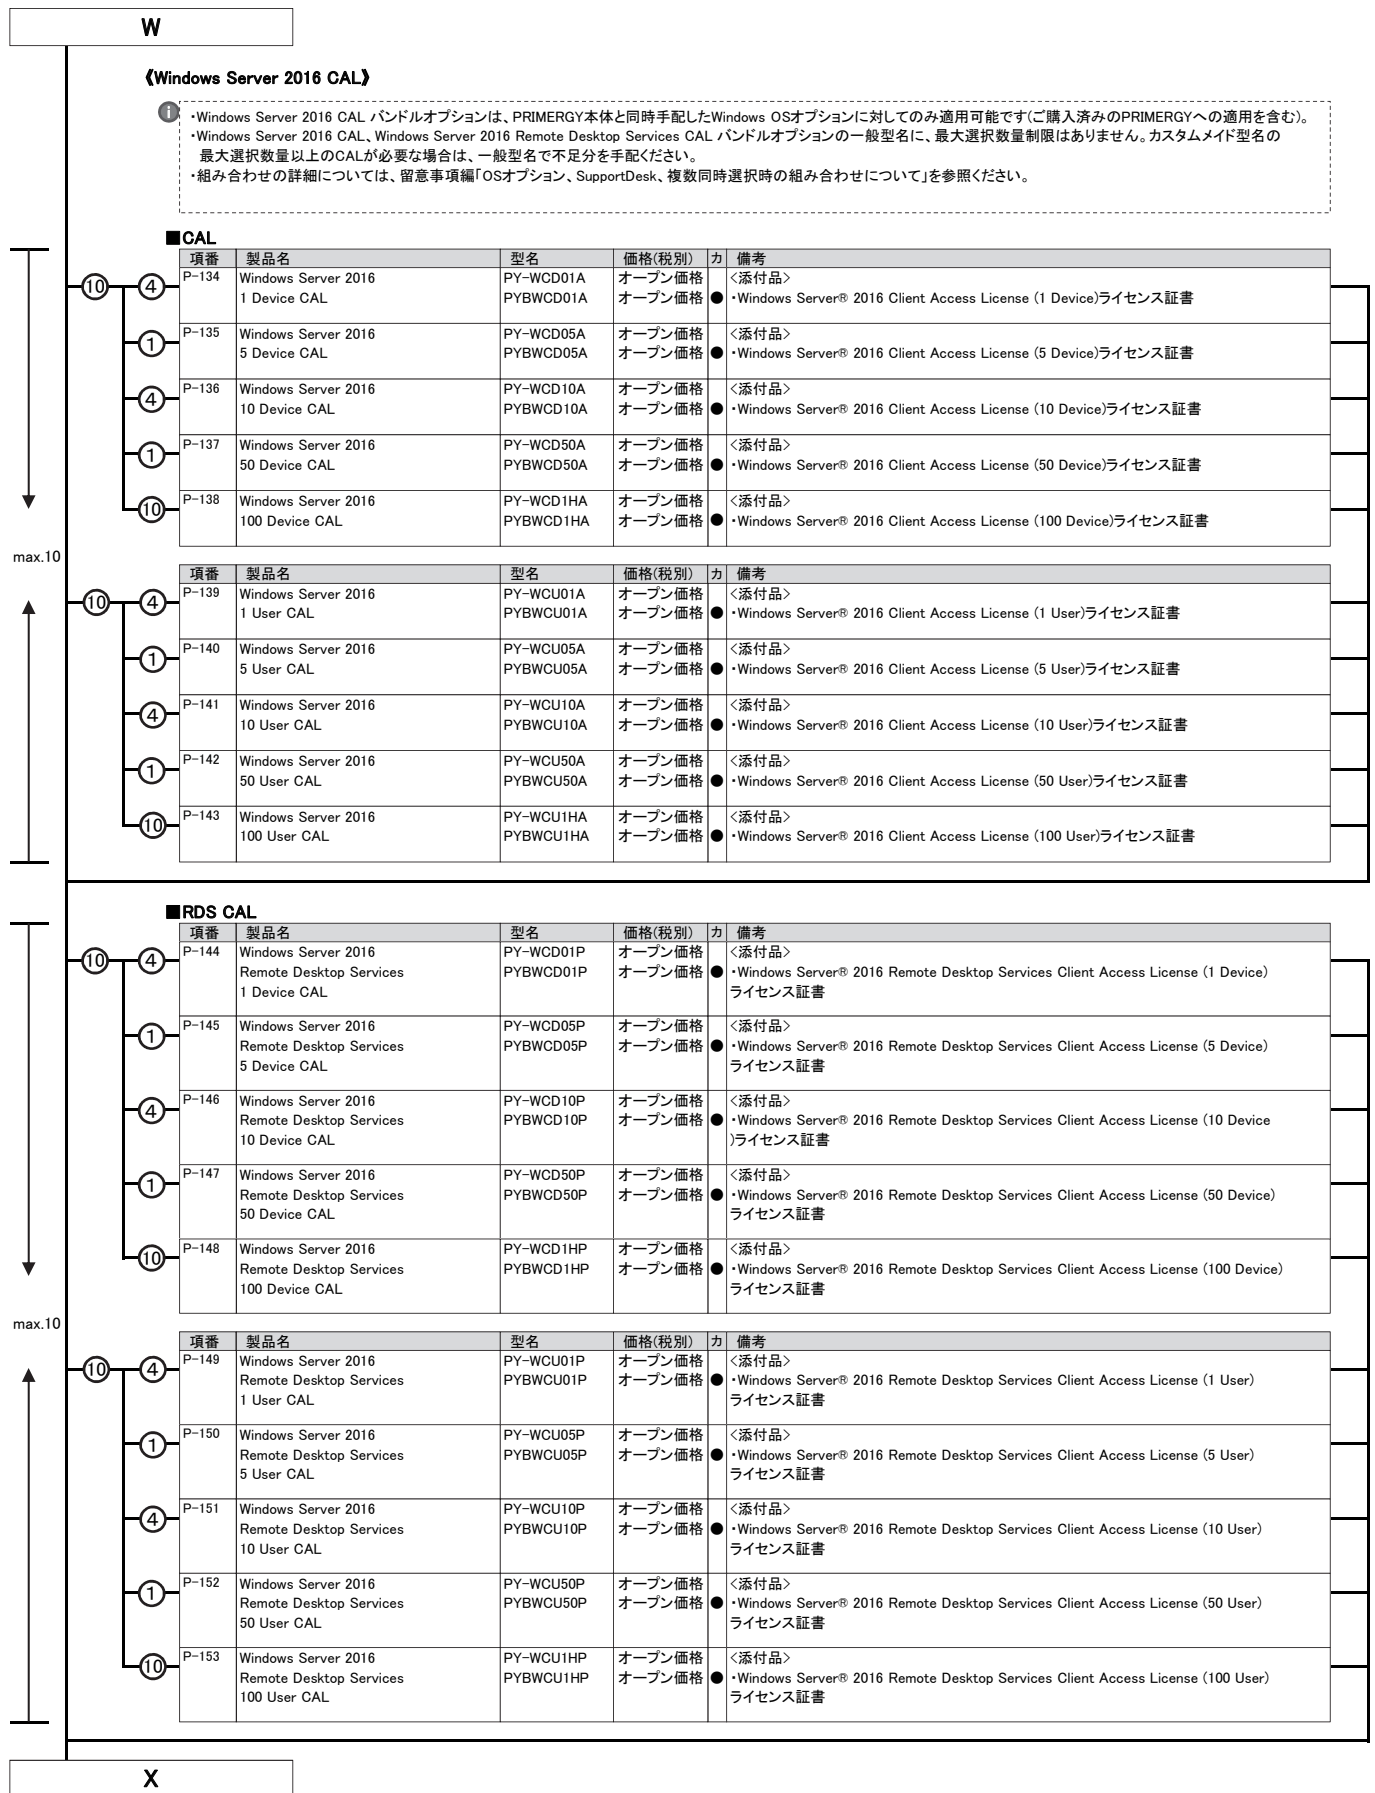 W
《Windows Server 2016 CAL》
i
・Windows Server 2016 CAL バンドルオプションは、PRIMERGY本体と同時手配したWindows OSオプションに対してのみ適用可能です(ご購入済みのPRIMERGYへの適用を含む)。
・Windows Server 2016 CAL、Windows Server 2016 Remote Desktop Services CAL バンドルオプションの一般型名に、最大選択数量制限はありません。カスタムメイド型名の
最大選択数量以上のCALが必要な場合は、一般型名で不足分を手配ください。
・組み合わせの詳細については、留意事項編「OSオプション、SupportDesk、複数同時選択時の組み合わせについて」を参照ください。
■CAL
項番 製品名 型名 価格(税別) カ 備考
10 4 P-134 Windows Server 2016 PY-WCD01A オープン価格 <添付品>
1 Device CAL PYBWCD01A オープン価格 ● ・Windows Server® 2016 Client Access License (1 Device)ライセンス証書
1 P-135 Windows Server 2016 PY-WCD05A オープン価格 <添付品>
5 Device CAL PYBWCD05A オープン価格 ● ・Windows Server® 2016 Client Access License (5 Device)ライセンス証書
4 P-136 Windows Server 2016 PY-WCD10A オープン価格 <添付品>
10 Device CAL PYBWCD10A オープン価格 ● ・Windows Server® 2016 Client Access License (10 Device)ライセンス証書
1 P-137 Windows Server 2016 PY-WCD50A オープン価格 <添付品>
50 Device CAL PYBWCD50A オープン価格 ● ・Windows Server® 2016 Client Access License (50 Device)ライセンス証書
10 P-138 Windows Server 2016 PY-WCD1HA オープン価格 <添付品>
100 Device CAL PYBWCD1HA オープン価格 ● ・Windows Server® 2016 Client Access License (100 Device)ライセンス証書
max.10
項番 製品名 型名 価格(税別) カ 備考
10 4 P-139 Windows Server 2016 PY-WCU01A オープン価格 <添付品>
1 User CAL PYBWCU01A オープン価格 ● ・Windows Server® 2016 Client Access License (1 User)ライセンス証書
1 P-140 Windows Server 2016 PY-WCU05A オープン価格 <添付品>
5 User CAL PYBWCU05A オープン価格 ● ・Windows Server® 2016 Client Access License (5 User)ライセンス証書
4 P-141 Windows Server 2016 PY-WCU10A オープン価格 <添付品>
10 User CAL PYBWCU10A オープン価格 ● ・Windows Server® 2016 Client Access License (10 User)ライセンス証書
1 P-142 Windows Server 2016 PY-WCU50A オープン価格 <添付品>
50 User CAL PYBWCU50A オープン価格 ● ・Windows Server® 2016 Client Access License (50 User)ライセンス証書
10 P-143 Windows Server 2016 PY-WCU1HA オープン価格 <添付品>
100 User CAL PYBWCU1HA オープン価格 ● ・Windows Server® 2016 Client Access License (100 User)ライセンス証書
■RDS CAL
項番 製品名 型名 価格(税別) カ 備考
10 4 P-144 Windows Server 2016 PY-WCD01P オープン価格 <添付品>
Remote Desktop Services PYBWCD01P オープン価格 ● ・Windows Server® 2016 Remote Desktop Services Client Access License (1 Device)
1 Device CAL ライセンス証書
1 P-145 Windows Server 2016 PY-WCD05P オープン価格 <添付品>
Remote Desktop Services PYBWCD05P オープン価格 ● ・Windows Server® 2016 Remote Desktop Services Client Access License (5 Device)
5 Device CAL ライセンス証書
4 P-146 Windows Server 2016 PY-WCD10P オープン価格 <添付品>
Remote Desktop Services PYBWCD10P オープン価格 ● ・Windows Server® 2016 Remote Desktop Services Client Access License (10 Device
10 Device CAL )ライセンス証書
1 P-147 Windows Server 2016 PY-WCD50P オープン価格 <添付品>
Remote Desktop Services PYBWCD50P オープン価格 ● ・Windows Server® 2016 Remote Desktop Services Client Access License (50 Device)
50 Device CAL ライセンス証書
10 P-148 Windows Server 2016 PY-WCD1HP オープン価格 <添付品>
Remote Desktop Services PYBWCD1HP オープン価格 ● ・Windows Server® 2016 Remote Desktop Services Client Access License (100 Device)
100 Device CAL ライセンス証書
max.10
項番 製品名 型名 価格(税別) カ 備考
10 4 P-149 Windows Server 2016 PY-WCU01P オープン価格 <添付品>
Remote Desktop Services PYBWCU01P オープン価格 ● ・Windows Server® 2016 Remote Desktop Services Client Access License (1 User)
1 User CAL ライセンス証書
1 P-150 Windows Server 2016 PY-WCU05P オープン価格 <添付品>
Remote Desktop Services PYBWCU05P オープン価格 ● ・Windows Server® 2016 Remote Desktop Services Client Access License (5 User)
5 User CAL ライセンス証書
4 P-151 Windows Server 2016 PY-WCU10P オープン価格 <添付品>
Remote Desktop Services PYBWCU10P オープン価格 ● ・Windows Server® 2016 Remote Desktop Services Client Access License (10 User)
10 User CAL ライセンス証書
1 P-152 Windows Server 2016 PY-WCU50P オープン価格 <添付品>
Remote Desktop Services PYBWCU50P オープン価格 ● ・Windows Server® 2016 Remote Desktop Services Client Access License (50 User)
50 User CAL ライセンス証書
10 P-153 Windows Server 2016 PY-WCU1HP オープン価格 <添付品>
Remote Desktop Services PYBWCU1HP オープン価格 ● ・Windows Server® 2016 Remote Desktop Services Client Access License (100 User)
100 User CAL ライセンス証書
X